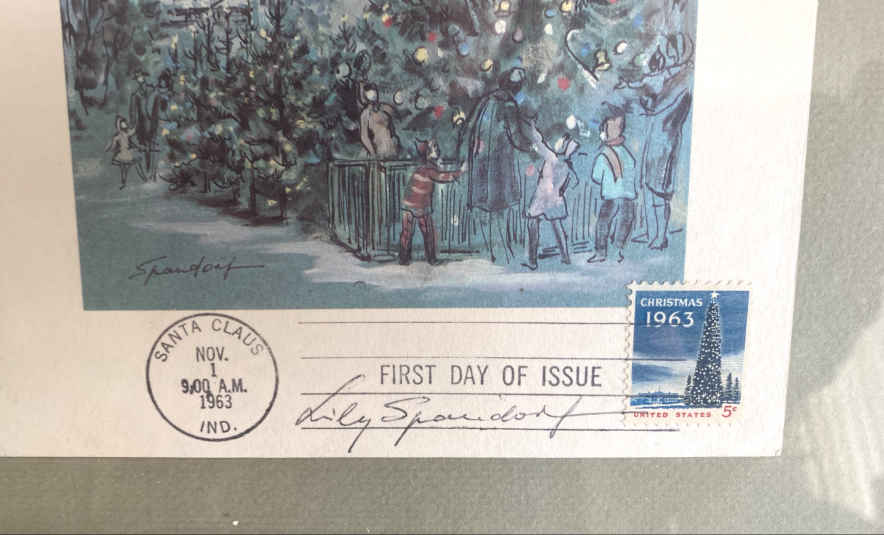 Spandorf
SANTA CLAUS
NOV.
1
9:00 A.M.
1963
IND.
FIRST DAY OF ISSUE
Lily Spandorf
CHRISTMAS
1963
UNITED STATES 5c